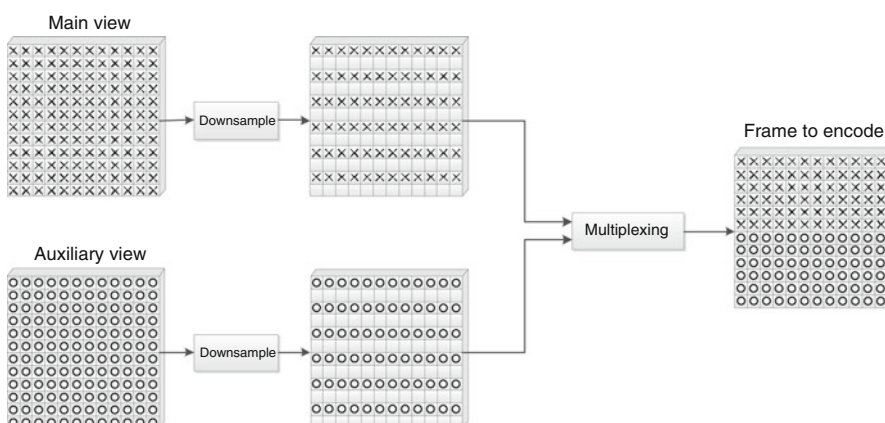 Main view
Downsample
Frame to encode
Multiplexing
Auxiliary view
Downsample